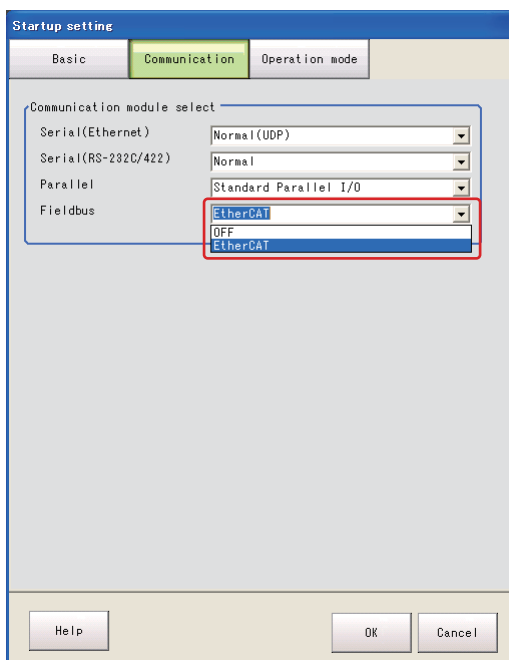 Startup setting
Basic Communication Operation mode
Communication module select
Serial(Ethernet) Normal(UDP)
Serial(RS-232C/422) Normal
Parallel Standard Parallel I/O
Fieldbus EtherCAT
OFF
EtherCAT
Help OK Cancel